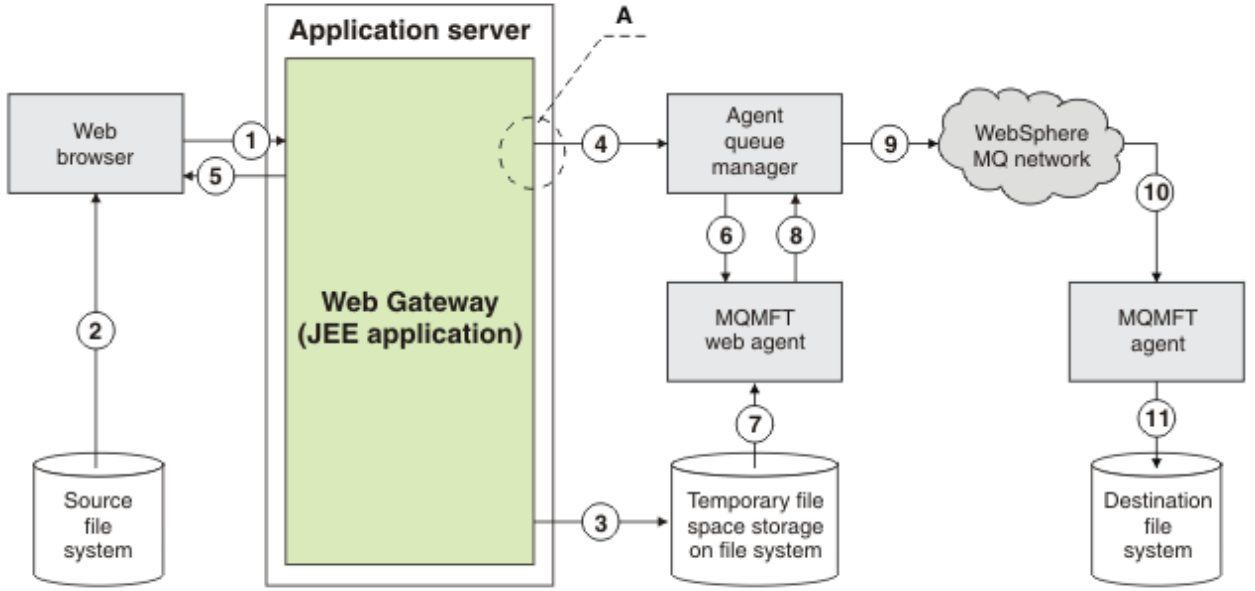 Application server
A
Web
browser
1
5
4
Agent
queue
manager
9
WebSphere
MQ network
10
6
8
2
Web Gateway
(JEE application)
MQMFT
web agent
MQMFT
agent
7
11
Source
file
system
3
Temporary file
space storage
on file system
Destination
file
system